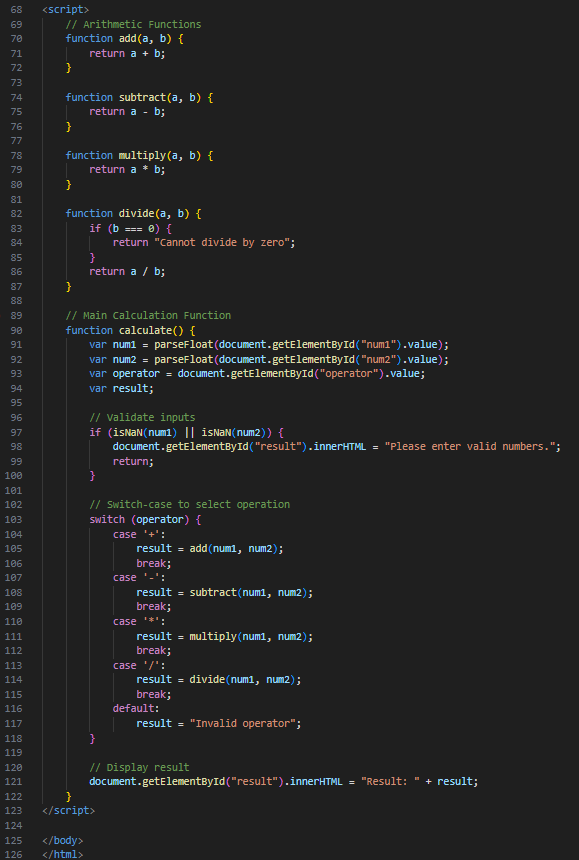 68 <script>
69     // Arithmetic Functions
70     function add(a, b) {
71         return a + b;
72     }
73
74     function subtract(a, b) {
75         return a - b;
76     }
77
78     function multiply(a, b) {
79         return a * b;
80     }
81
82     function divide(a, b) {
83         if (b === 0) {
84             return "Cannot divide by zero";
85         }
86         return a / b;
87     }
88
89     // Main Calculation Function
90     function calculate() {
91         var num1 = parseFloat(document.getElementById("num1").value);
92         var num2 = parseFloat(document.getElementById("num2").value);
93         var operator = document.getElementById("operator").value;
94         var result;
95
96         // Validate inputs
97         if (isNaN(num1) || isNaN(num2)) {
98             document.getElementById("result").innerHTML = "Please enter valid numbers.";
99             return;
100         }
101
102         // Switch-case to select operation
103         switch (operator) {
104             case '+':
105                 result = add(num1, num2);
106                 break;
107             case '-':
108                 result = subtract(num1, num2);
109                 break;
110             case '*':
111                 result = multiply(num1, num2);
112                 break;
113             case '/':
114                 result = divide(num1, num2);
115                 break;
116             default:
117                 result = "Invalid operator";
118         }
119
120         // Display result
121         document.getElementById("result").innerHTML = "Result: " + result;
122     }
123 </script>
124
125 </body>
126 </html>